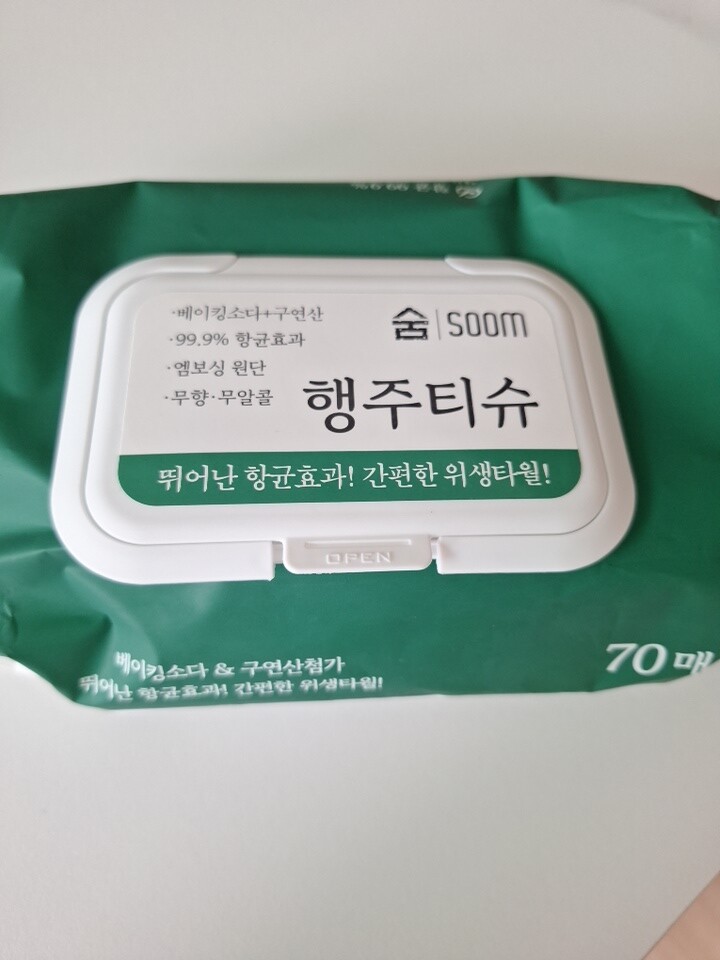 ·베이킹소다+구연산
·99.9% 항균효과
·엠보싱 원단
·무향·무알콜
숨 | SOOM
행주티슈
뛰어난 항균효과! 간편한 위생타월!
OPEN
베이킹소다 & 구연산첨가
뛰어난 항균효과! 간편한 위생타월!
70매